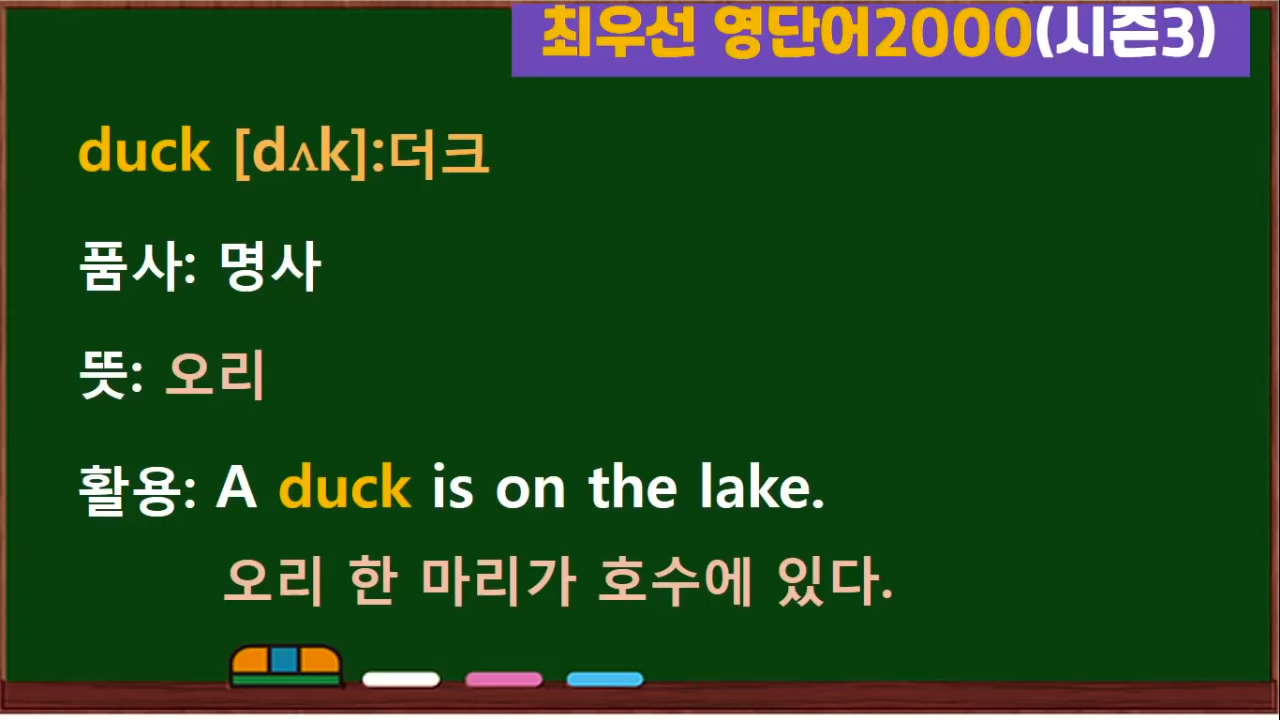 최우선 영단어2000(시즌3)
duck [dʌk]:더크
품사: 명사
뜻: 오리
활용: A duck is on the lake.
오리 한 마리가 호수에 있다.